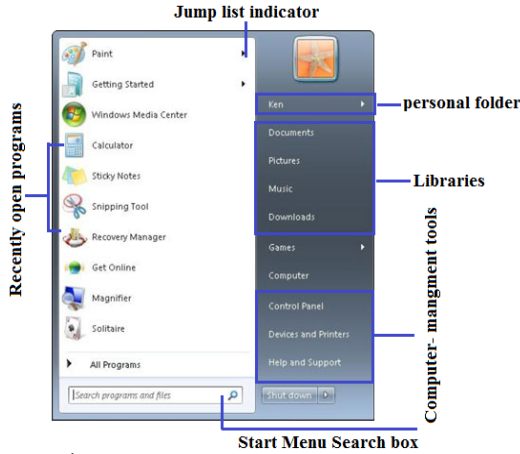 Jump list indicator
Paint
Getting Started
Windows Media Center
Calculator
Sticky Notes
Snipping Tool
Recovery Manager
Get Online
Magnifier
Solitaire
All Programs
Search programs and files
Ken
Documents
Pictures
Music
Downloads
Games
Computer
Control Panel
Devices and Printers
Help and Support
Shut down
personal folder
Libraries
Computer- managment tools
Recently open programs
Start Menu Search box